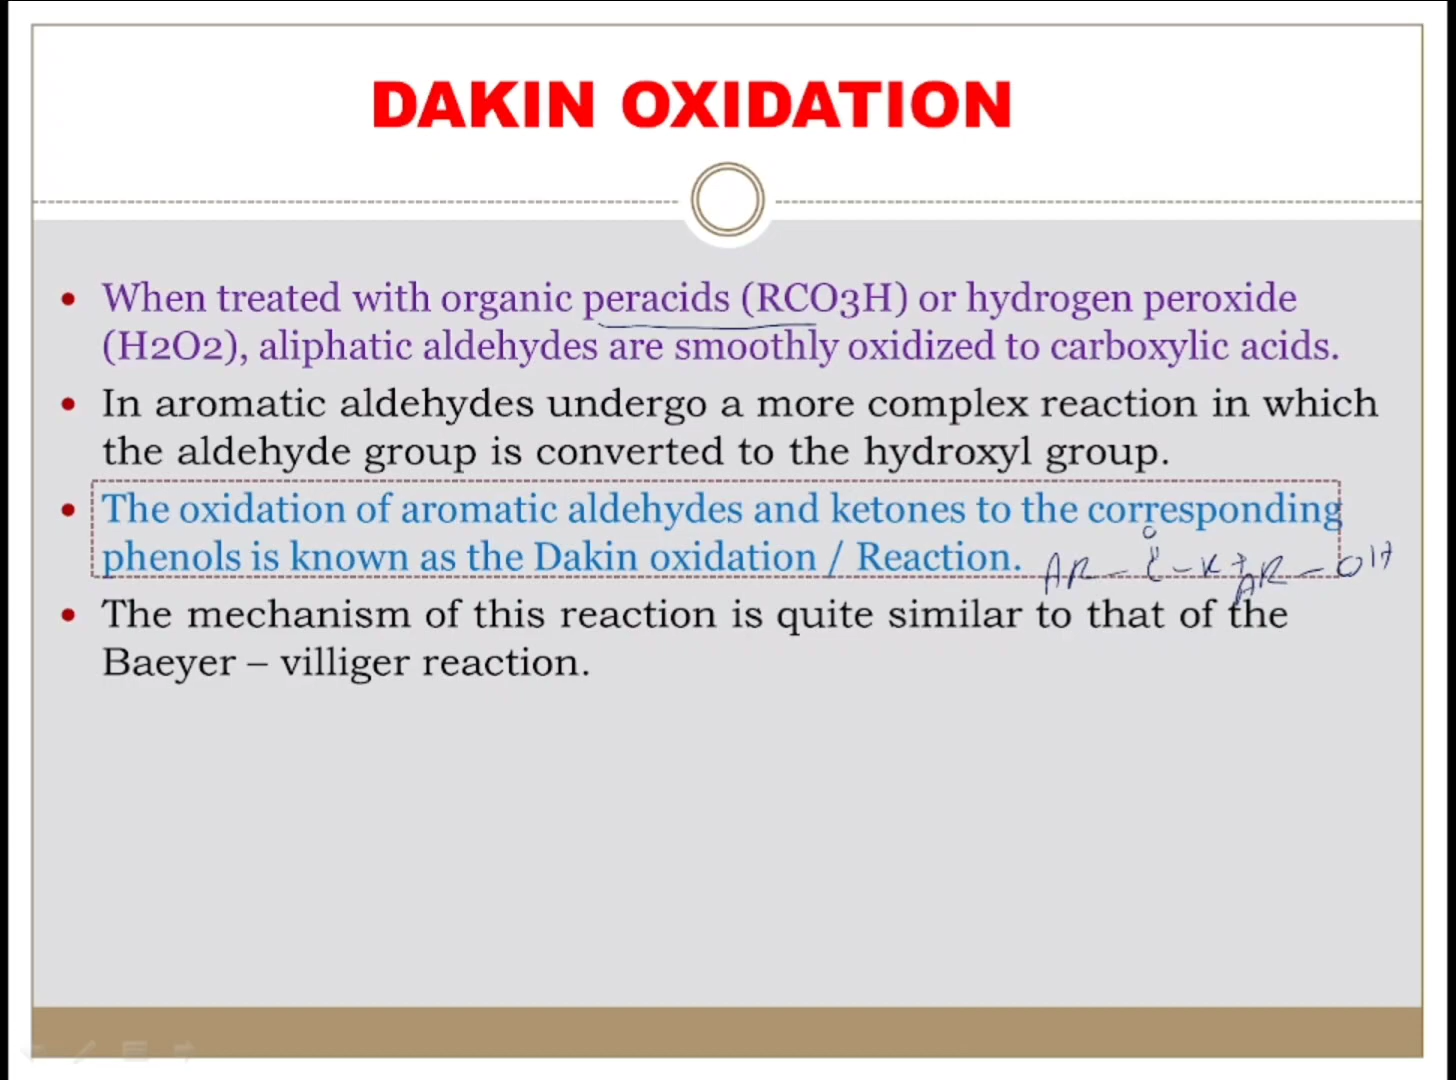 DAKIN OXIDATION
• When treated with organic peracids (RCO3H) or hydrogen peroxide
(H2O2), aliphatic aldehydes are smoothly oxidized to carboxylic acids.
• In aromatic aldehydes undergo a more complex reaction in which
the aldehyde group is converted to the hydroxyl group.
• The oxidation of aromatic aldehydes and ketones to the corresponding
phenols is known as the Dakin oxidation / Reaction.
O
AR – C – R → AR – OH
• The mechanism of this reaction is quite similar to that of the
Baeyer – villiger reaction.